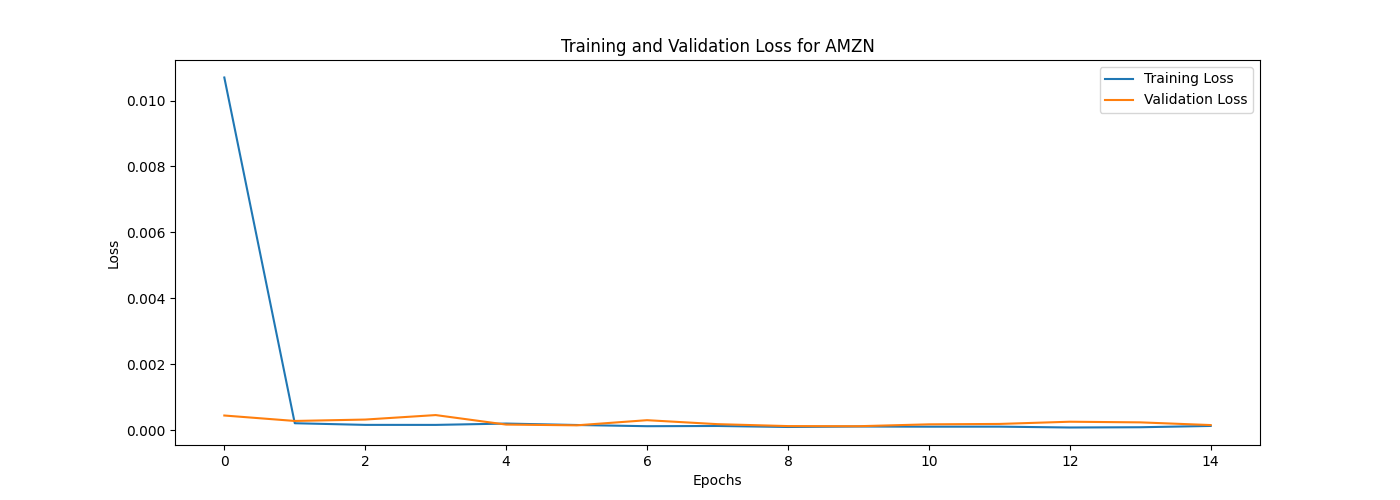 Training and Validation Loss for AMZN
Training Loss
Validation Loss
0.010
0.008
0.006
0.004
0.002
0.000
Loss
0 2 4 6 8 10 12 14
Epochs